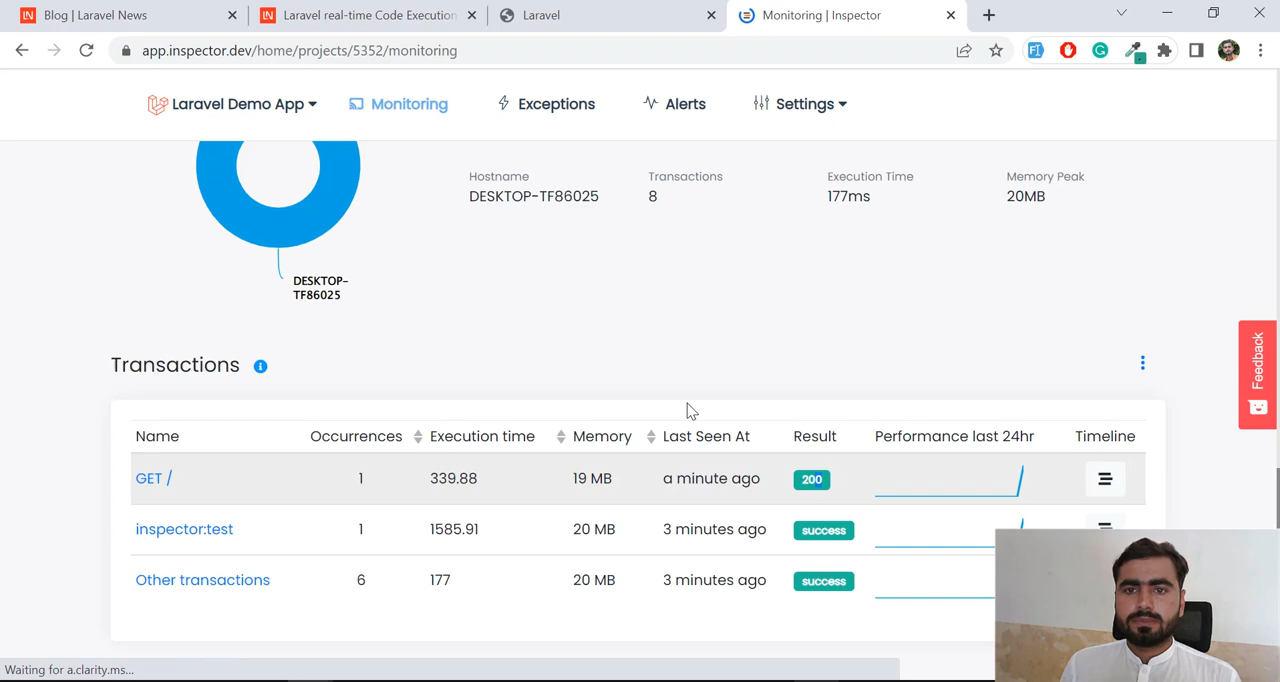 Blog | Laravel News
Laravel real-time Code Execution
Laravel
Monitoring | Inspector
app.inspector.dev/home/projects/5352/monitoring
Laravel Demo App
Monitoring
Exceptions
Alerts
Settings
Hostname
DESKTOP-TF86025
Transactions
8
Execution Time
177ms
Memory Peak
20MB
DESKTOP-
TF86025
Feedback
Transactions
Name Occurrences Execution time Memory Last Seen At Result Performance last 24hr Timeline
GET / 1 339.88 19 MB a minute ago 200
inspector:test 1 1585.91 20 MB 3 minutes ago success
Other transactions 6 177 20 MB 3 minutes ago success
Waiting for a.clarity.ms...